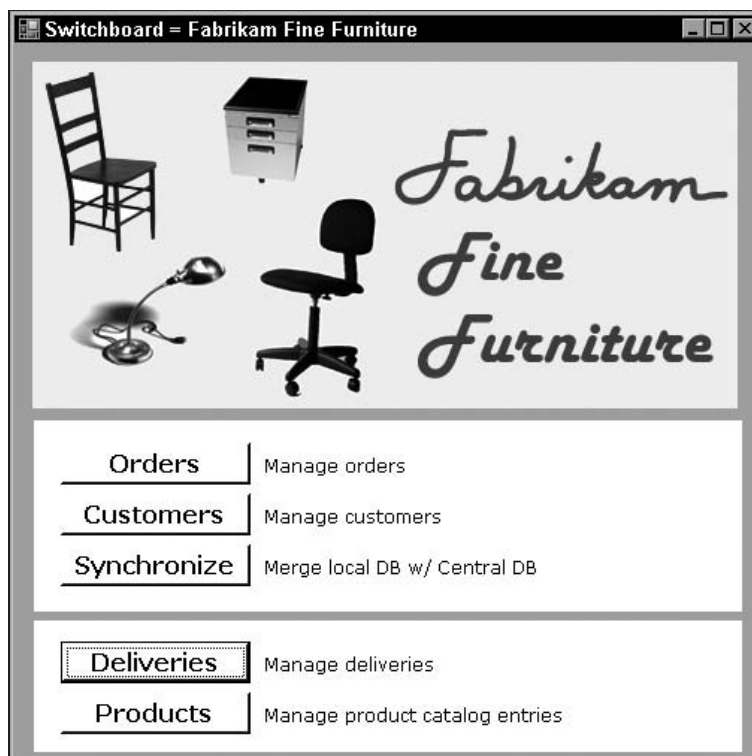 Switchboard = Fabrikam Fine Furniture
Fabrikam
Fine
Furniture
Orders Manage orders
Customers Manage customers
Synchronize Merge local DB w/ Central DB
Deliveries Manage deliveries
Products Manage product catalog entries